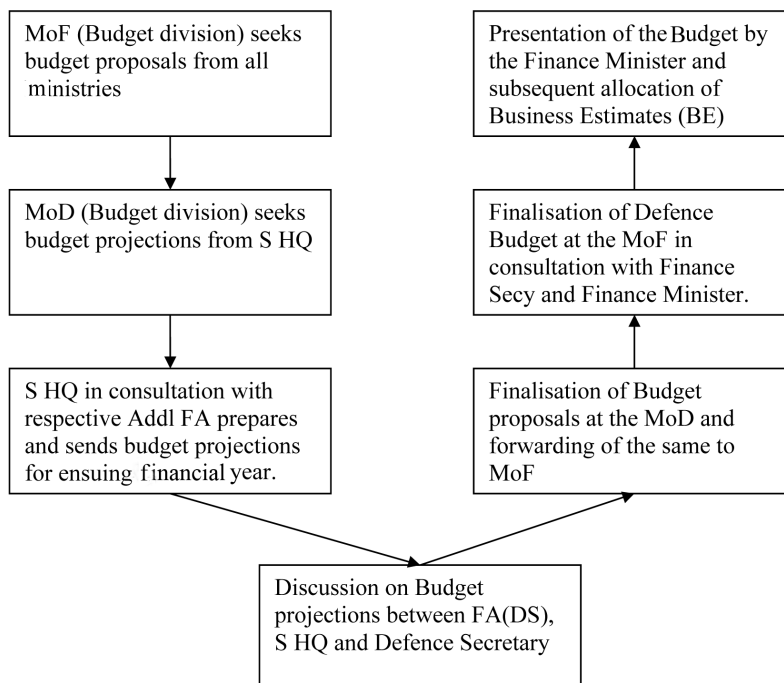 MoF (Budget division) seeks
budget proposals from all
ministries
MoD (Budget division) seeks
budget projections from S HQ
S HQ in consultation with
respective Addl FA prepares
and sends budget projections
for ensuing financial year.
Discussion on Budget
projections between FA(DS),
S HQ and Defence Secretary
Finalisation of Budget
proposals at the MoD and
forwarding of the same to
MoF
Finalisation of Defence
Budget at the MoF in
consultation with Finance
Secy and Finance Minister.
Presentation of the Budget by
the Finance Minister and
subsequent allocation of
Business Estimates (BE)